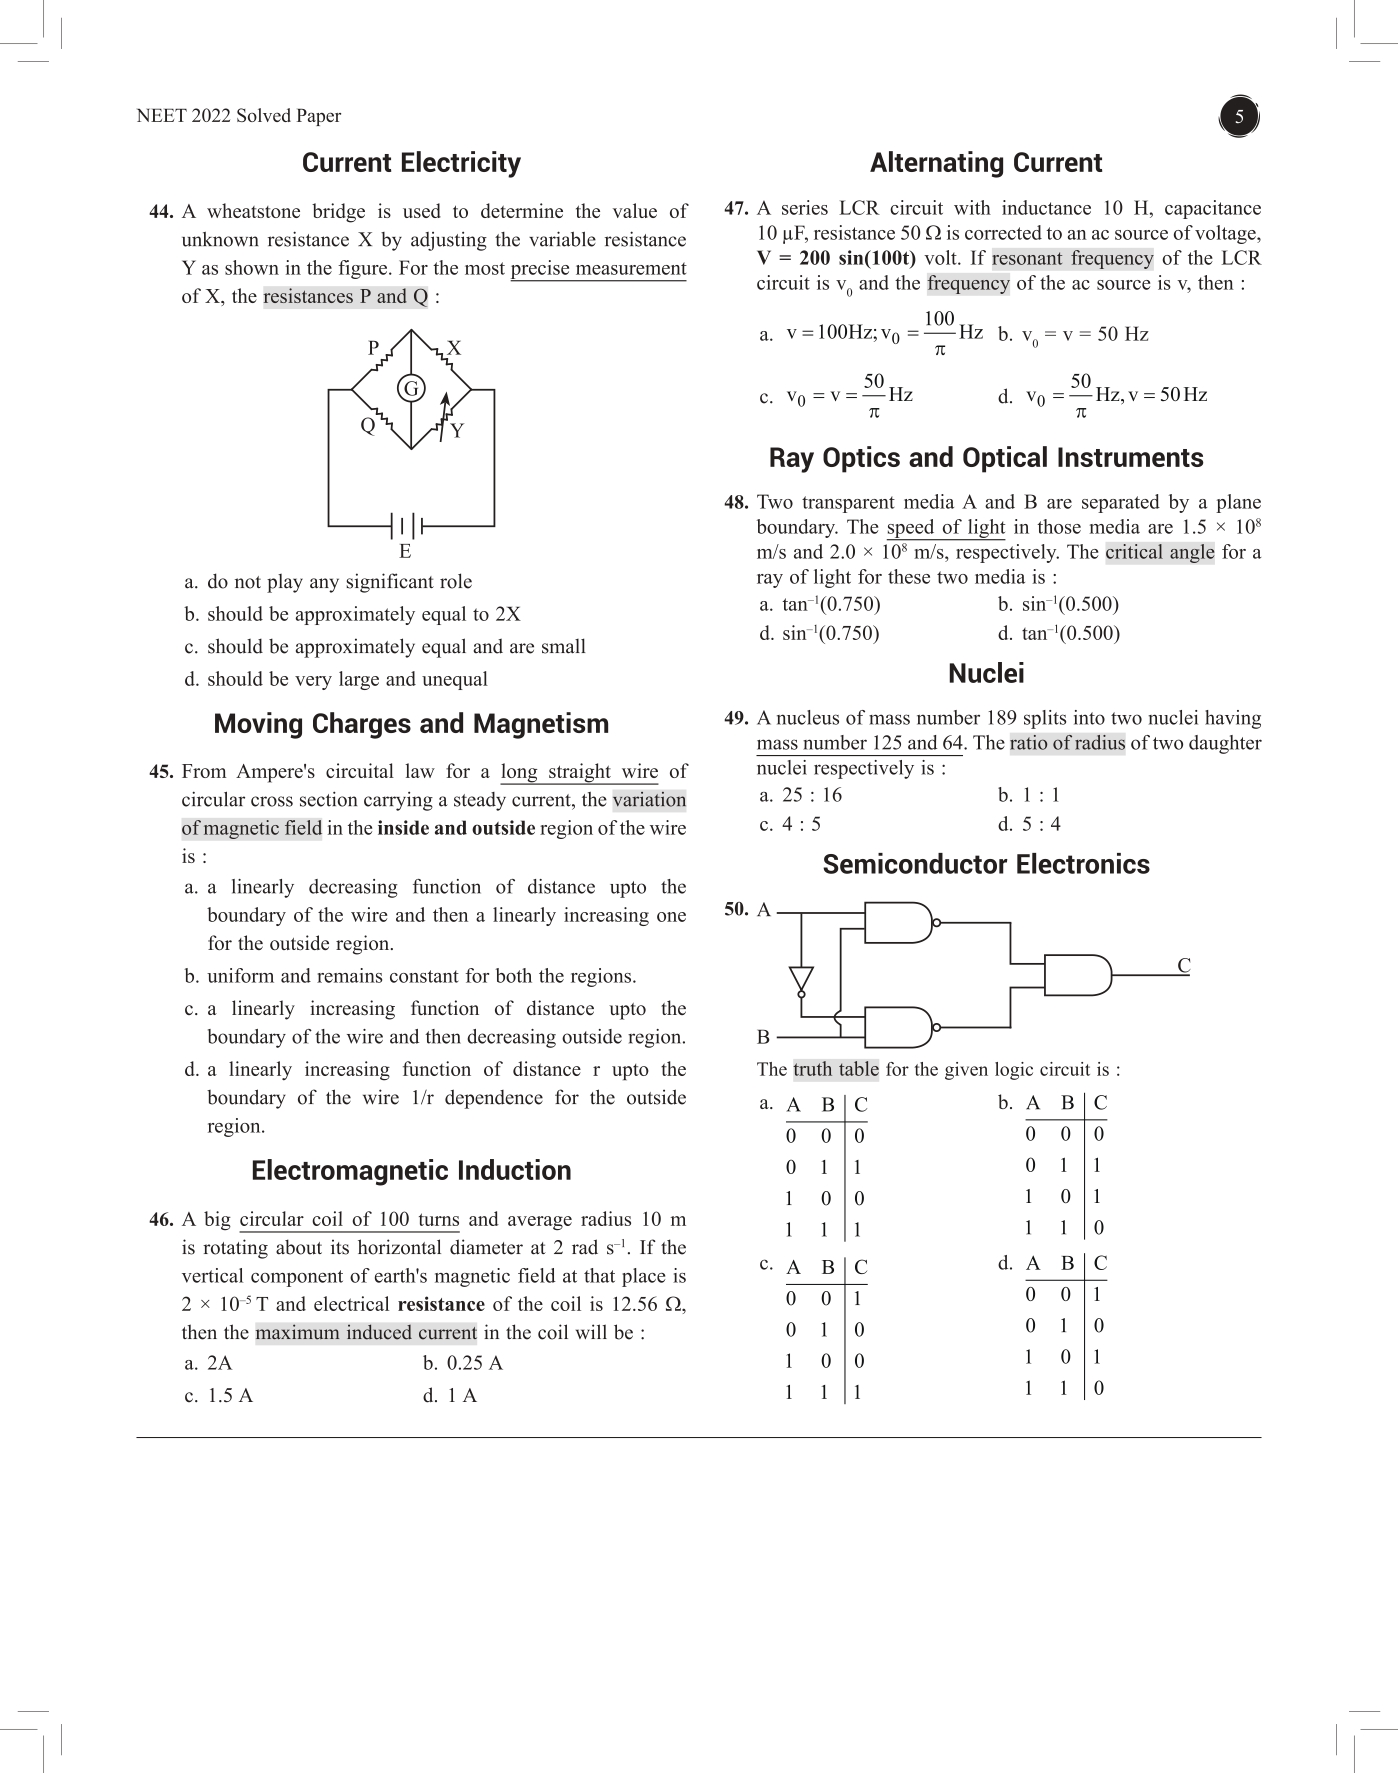 NEET 2022 Solved Paper
5
Current Electricity
44. A wheatstone bridge is used to determine the value of
unknown resistance X by adjusting the variable resistance
Y as shown in the figure. For the most precise measurement
of X, the resistances P and Q :
P
X
G
Q
Y
E
a. do not play any significant role
b. should be approximately equal to 2X
c. should be approximately equal and are small
d. should be very large and unequal
Moving Charges and Magnetism
45. From Ampere's circuital law for a long straight wire of
circular cross section carrying a steady current, the variation
of magnetic field in the inside and outside region of the wire
is :
a. a linearly decreasing function of distance upto the
boundary of the wire and then a linearly increasing one
for the outside region.
b. uniform and remains constant for both the regions.
c. a linearly increasing function of distance upto the
boundary of the wire and then decreasing outside region.
d. a linearly increasing function of distance r upto the
boundary of the wire 1/r dependence for the outside
region.
Electromagnetic Induction
46. A big circular coil of 100 turns and average radius 10 m
is rotating about its horizontal diameter at 2 rad s⁻¹. If the
vertical component of earth's magnetic field at that place is
2 × 10⁻⁵ T and electrical resistance of the coil is 12.56 Ω,
then the maximum induced current in the coil will be :
a. 2A b. 0.25 A
c. 1.5 A d. 1 A
Alternating Current
47. A series LCR circuit with inductance 10 H, capacitance
10 µF, resistance 50 Ω is corrected to an ac source of voltage,
V = 200 sin(100t) volt. If resonant frequency of the LCR
circuit is v₀ and the frequency of the ac source is v, then :
a. v = 100Hz; v₀ = 100/π Hz b. v₀ = v = 50 Hz
c. v₀ = v = 50/π Hz d. v₀ = 50/π Hz, v = 50 Hz
Ray Optics and Optical Instruments
48. Two transparent media A and B are separated by a plane
boundary. The speed of light in those media are 1.5 × 10⁸
m/s and 2.0 × 10⁸ m/s, respectively. The critical angle for a
ray of light for these two media is :
a. tan⁻¹(0.750) b. sin⁻¹(0.500)
d. sin⁻¹(0.750) d. tan⁻¹(0.500)
Nuclei
49. A nucleus of mass number 189 splits into two nuclei having
mass number 125 and 64. The ratio of radius of two daughter
nuclei respectively is :
a. 25 : 16 b. 1 : 1
c. 4 : 5 d. 5 : 4
Semiconductor Electronics
50. A
C
B
The truth table for the given logic circuit is :
a. A B C b. A B C
0 0 0 0 0 0
0 1 1 0 1 1
1 0 0 1 0 1
1 1 1 1 1 0
c. A B C d. A B C
0 0 1 0 0 1
0 1 0 0 1 0
1 0 0 1 0 1
1 1 1 1 1 0